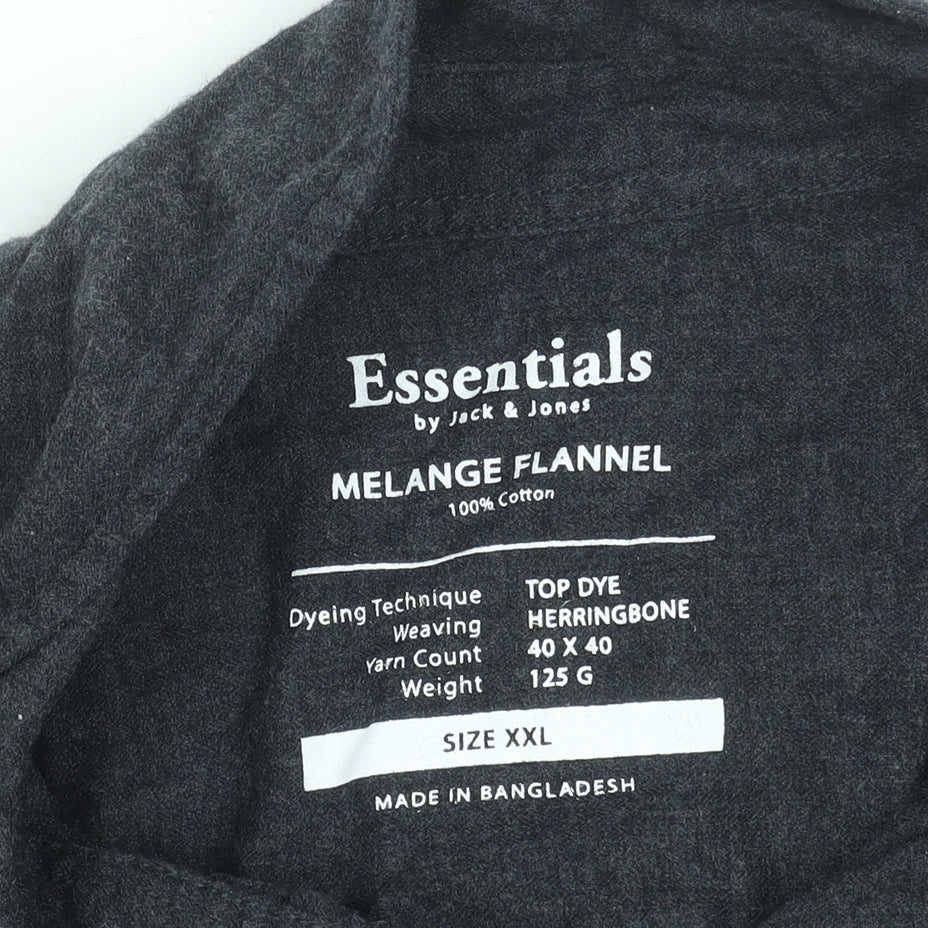 Essentials
by Jack & Jones
MELANGE FLANNEL
100% Cotton
Dyeing Technique TOP DYE
Weaving HERRINGBONE
Yarn Count 40 X 40
Weight 125 G
SIZE XXL
MADE IN BANGLADESH